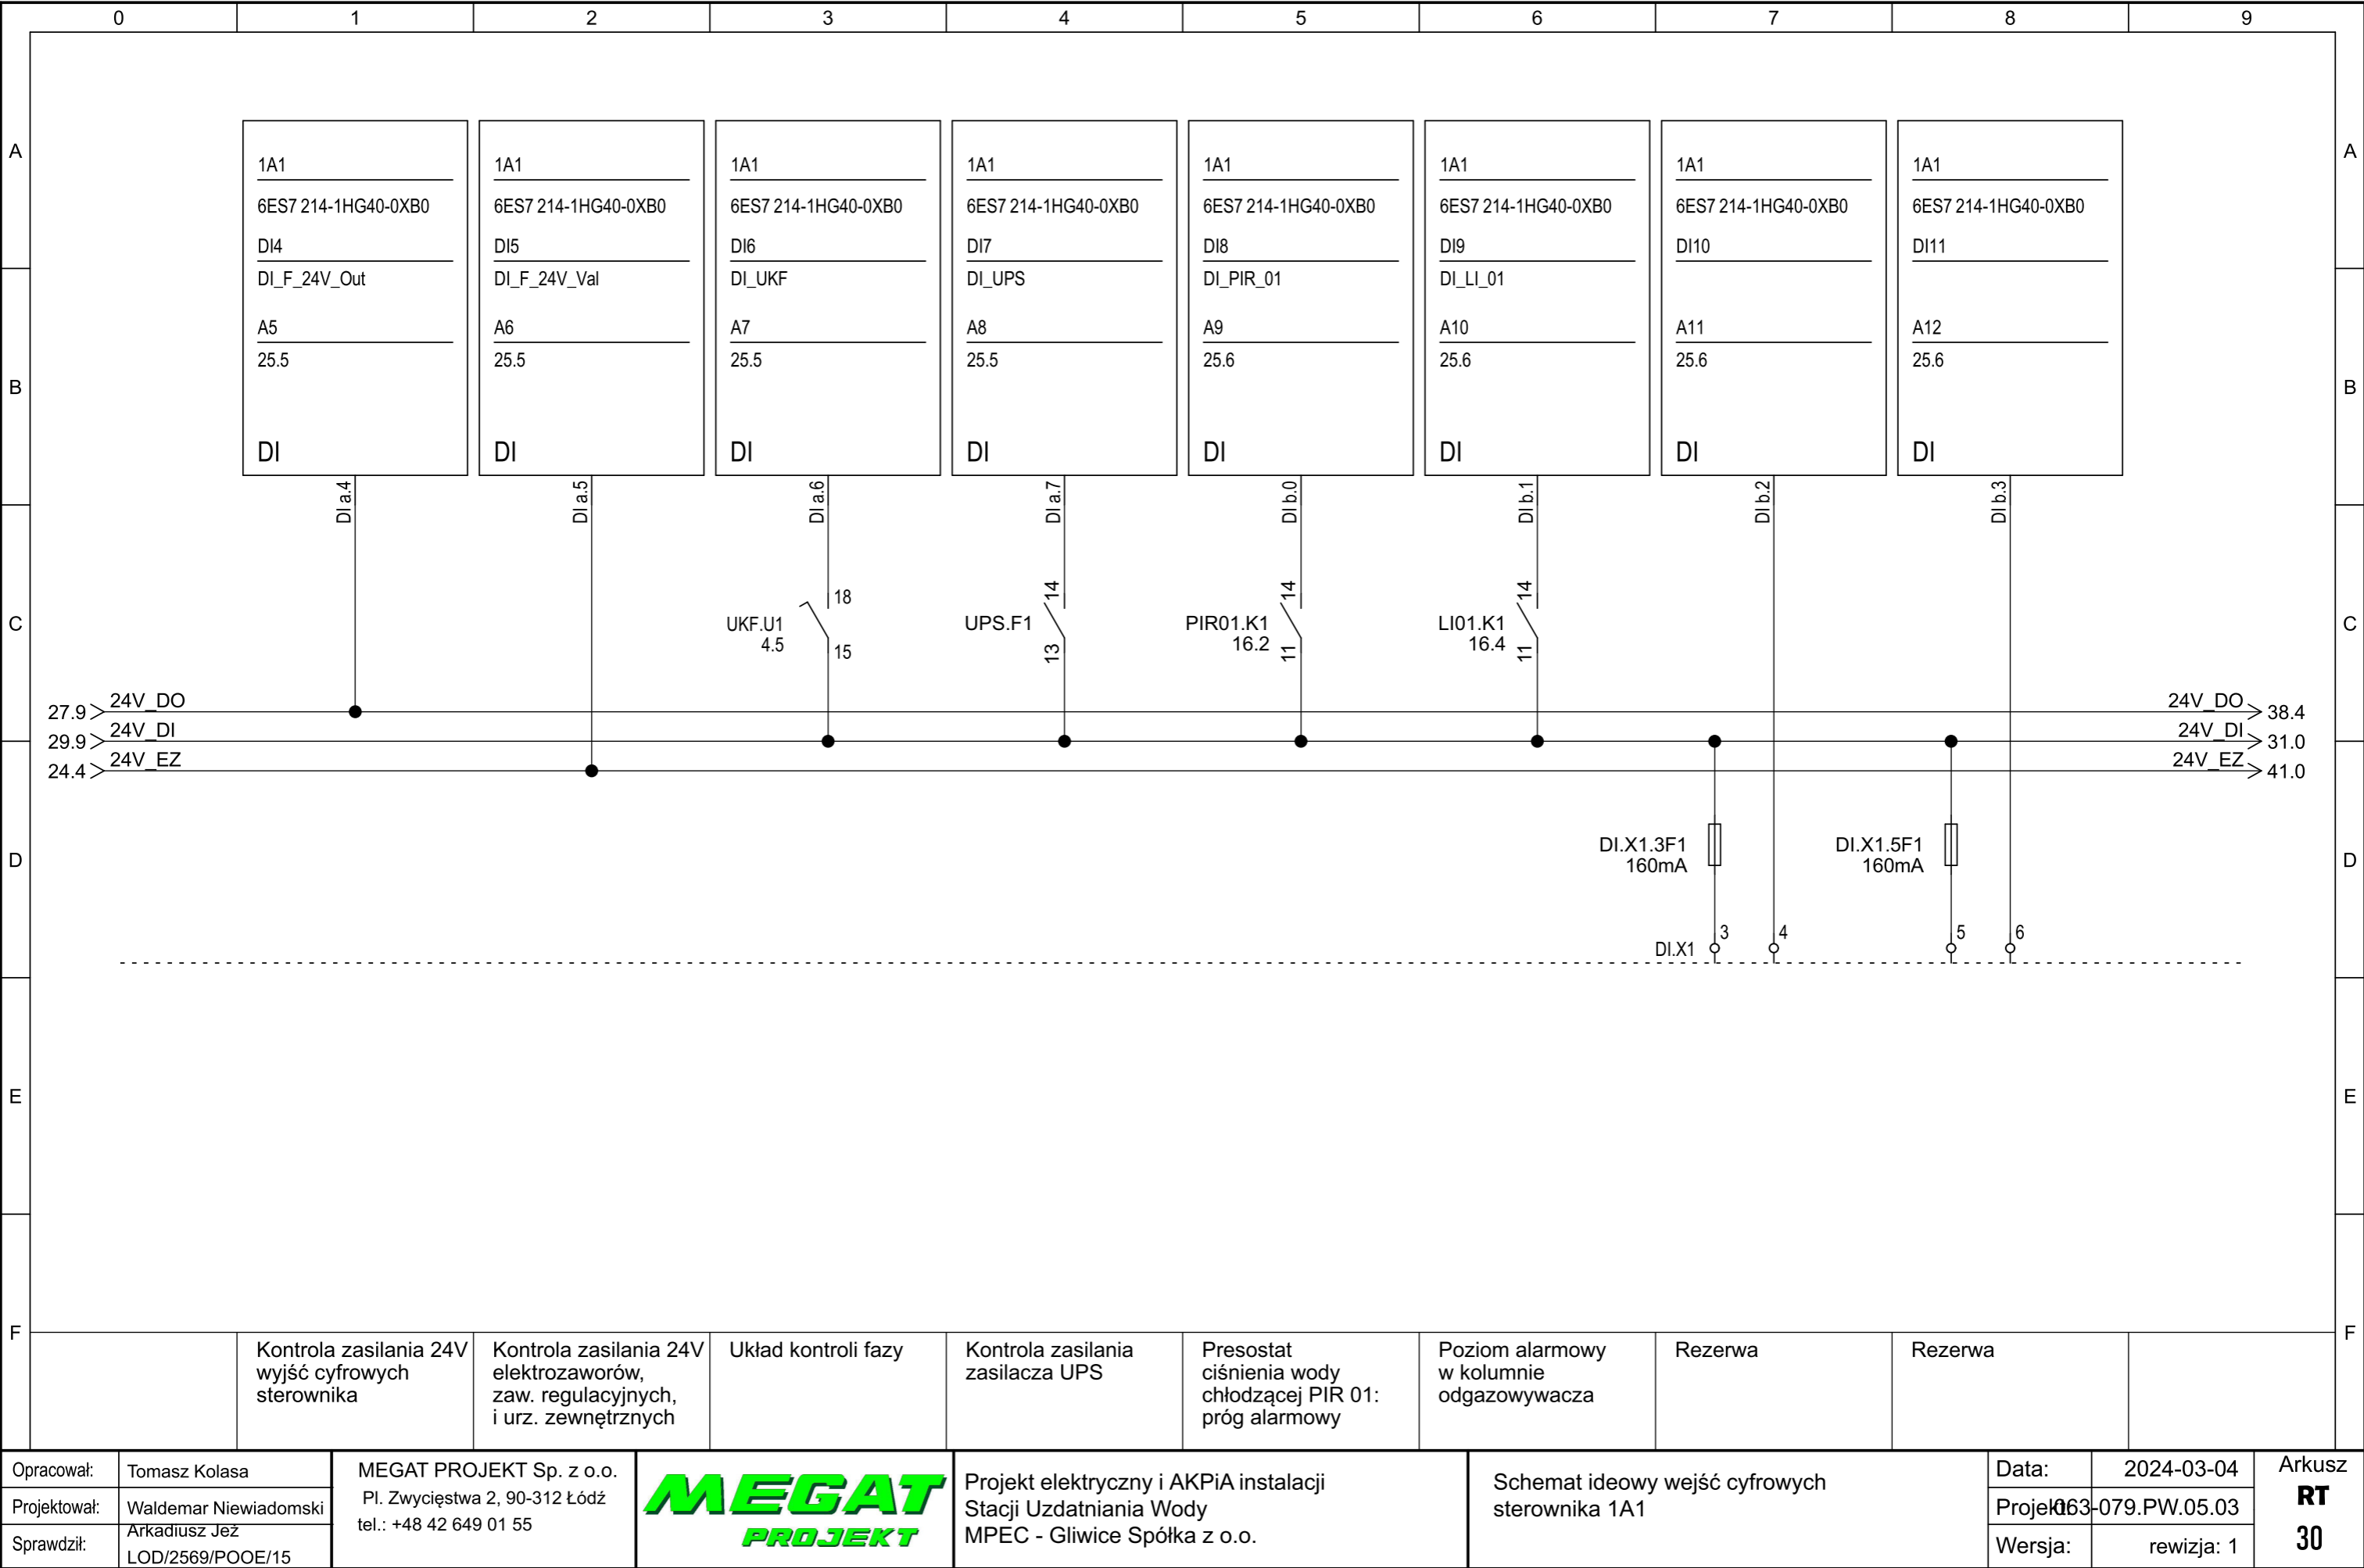 0 1 2 3 4 5 6 7 8 9
A A
1A1 1A1 1A1 1A1 1A1 1A1 1A1 1A1
6ES7 214-1HG40-0XB0 6ES7 214-1HG40-0XB0 6ES7 214-1HG40-0XB0 6ES7 214-1HG40-0XB0 6ES7 214-1HG40-0XB0 6ES7 214-1HG40-0XB0 6ES7 214-1HG40-0XB0 6ES7 214-1HG40-0XB0
DI4 DI5 DI6 DI7 DI8 DI9 DI10 DI11
DI_F_24V_Out DI_F_24V_Val DI_UKF DI_UPS DI_PIR_01 DI_LI_01
A5 A6 A7 A8 A9 A10 A11 A12
25.5 25.5 25.5 25.5 25.6 25.6 25.6 25.6
B B
DI DI DI DI DI DI DI DI
DI a.4 DI a.5 DI a.6 DI a.7 DI b.0 DI b.1 DI b.2 DI b.3
18 14 14 14
C UKF.U1 UPS.F1 PIR01.K1 LI01.K1 C
4.5 16.2 16.4
15 13 11 11
27.9 24V_DO 24V_DO 38.4
29.9 24V_DI 24V_DI 31.0
24.4 24V_EZ 24V_EZ 41.0
D DI.X1.3F1 DI.X1.5F1 D
160mA 160mA
DI.X1 3 4 5 6
E E
F F
Kontrola zasilania 24V
wyjść cyfrowych
sterownika
Kontrola zasilania 24V
elektrozaworów,
zaw. regulacyjnych,
i urz. zewnętrznych
Układ kontroli fazy
Kontrola zasilania
zasilacza UPS
Presostat
ciśnienia wody
chłodzącej PIR 01:
próg alarmowy
Poziom alarmowy
w kolumnie
odgazowywacza
Rezerwa
Rezerwa
Opracował: Tomasz Kolasa
Projektował: Waldemar Niewiadomski
Sprawdził: Arkadiusz Jeż
LOD/2569/POOE/15
MEGAT PROJEKT Sp. z o.o.
Pl. Zwycięstwa 2, 90-312 Łódź
tel.: +48 42 649 01 55
MEGAT
PROJEKT
Projekt elektryczny i AKPiA instalacji
Stacji Uzdatniania Wody
MPEC - Gliwice Spółka z o.o.
Schemat ideowy wejść cyfrowych
sterownika 1A1
Data: 2024-03-04
Projekt: 063-079.PW.05.03
Wersja: rewizja: 1
Arkusz
RT
30